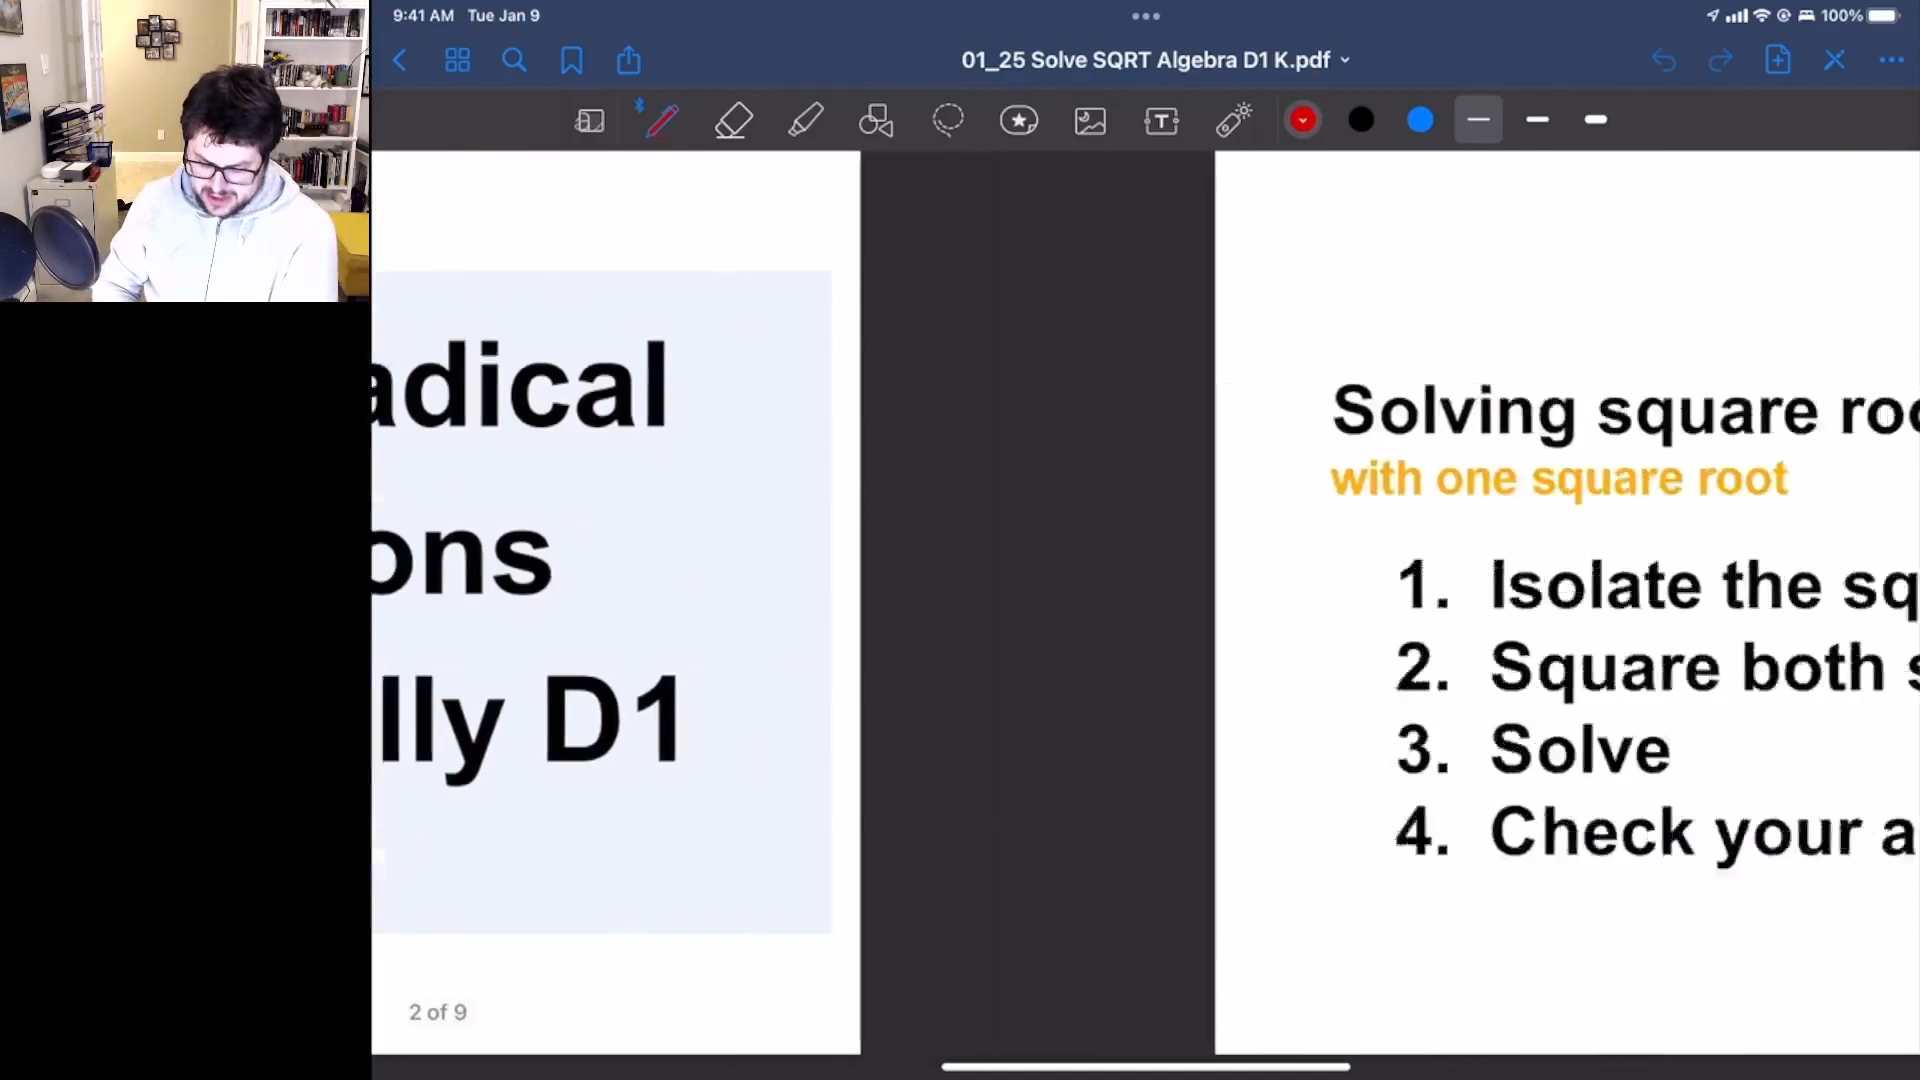 9:41 AM Tue Jan 9
100%
01_25 Solve SQRT Algebra D1 K.pdf
T
adical
ons
lly D1
2 of 9
Solving square roo
with one square root
1. Isolate the sq
2. Square both s
3. Solve
4. Check your a